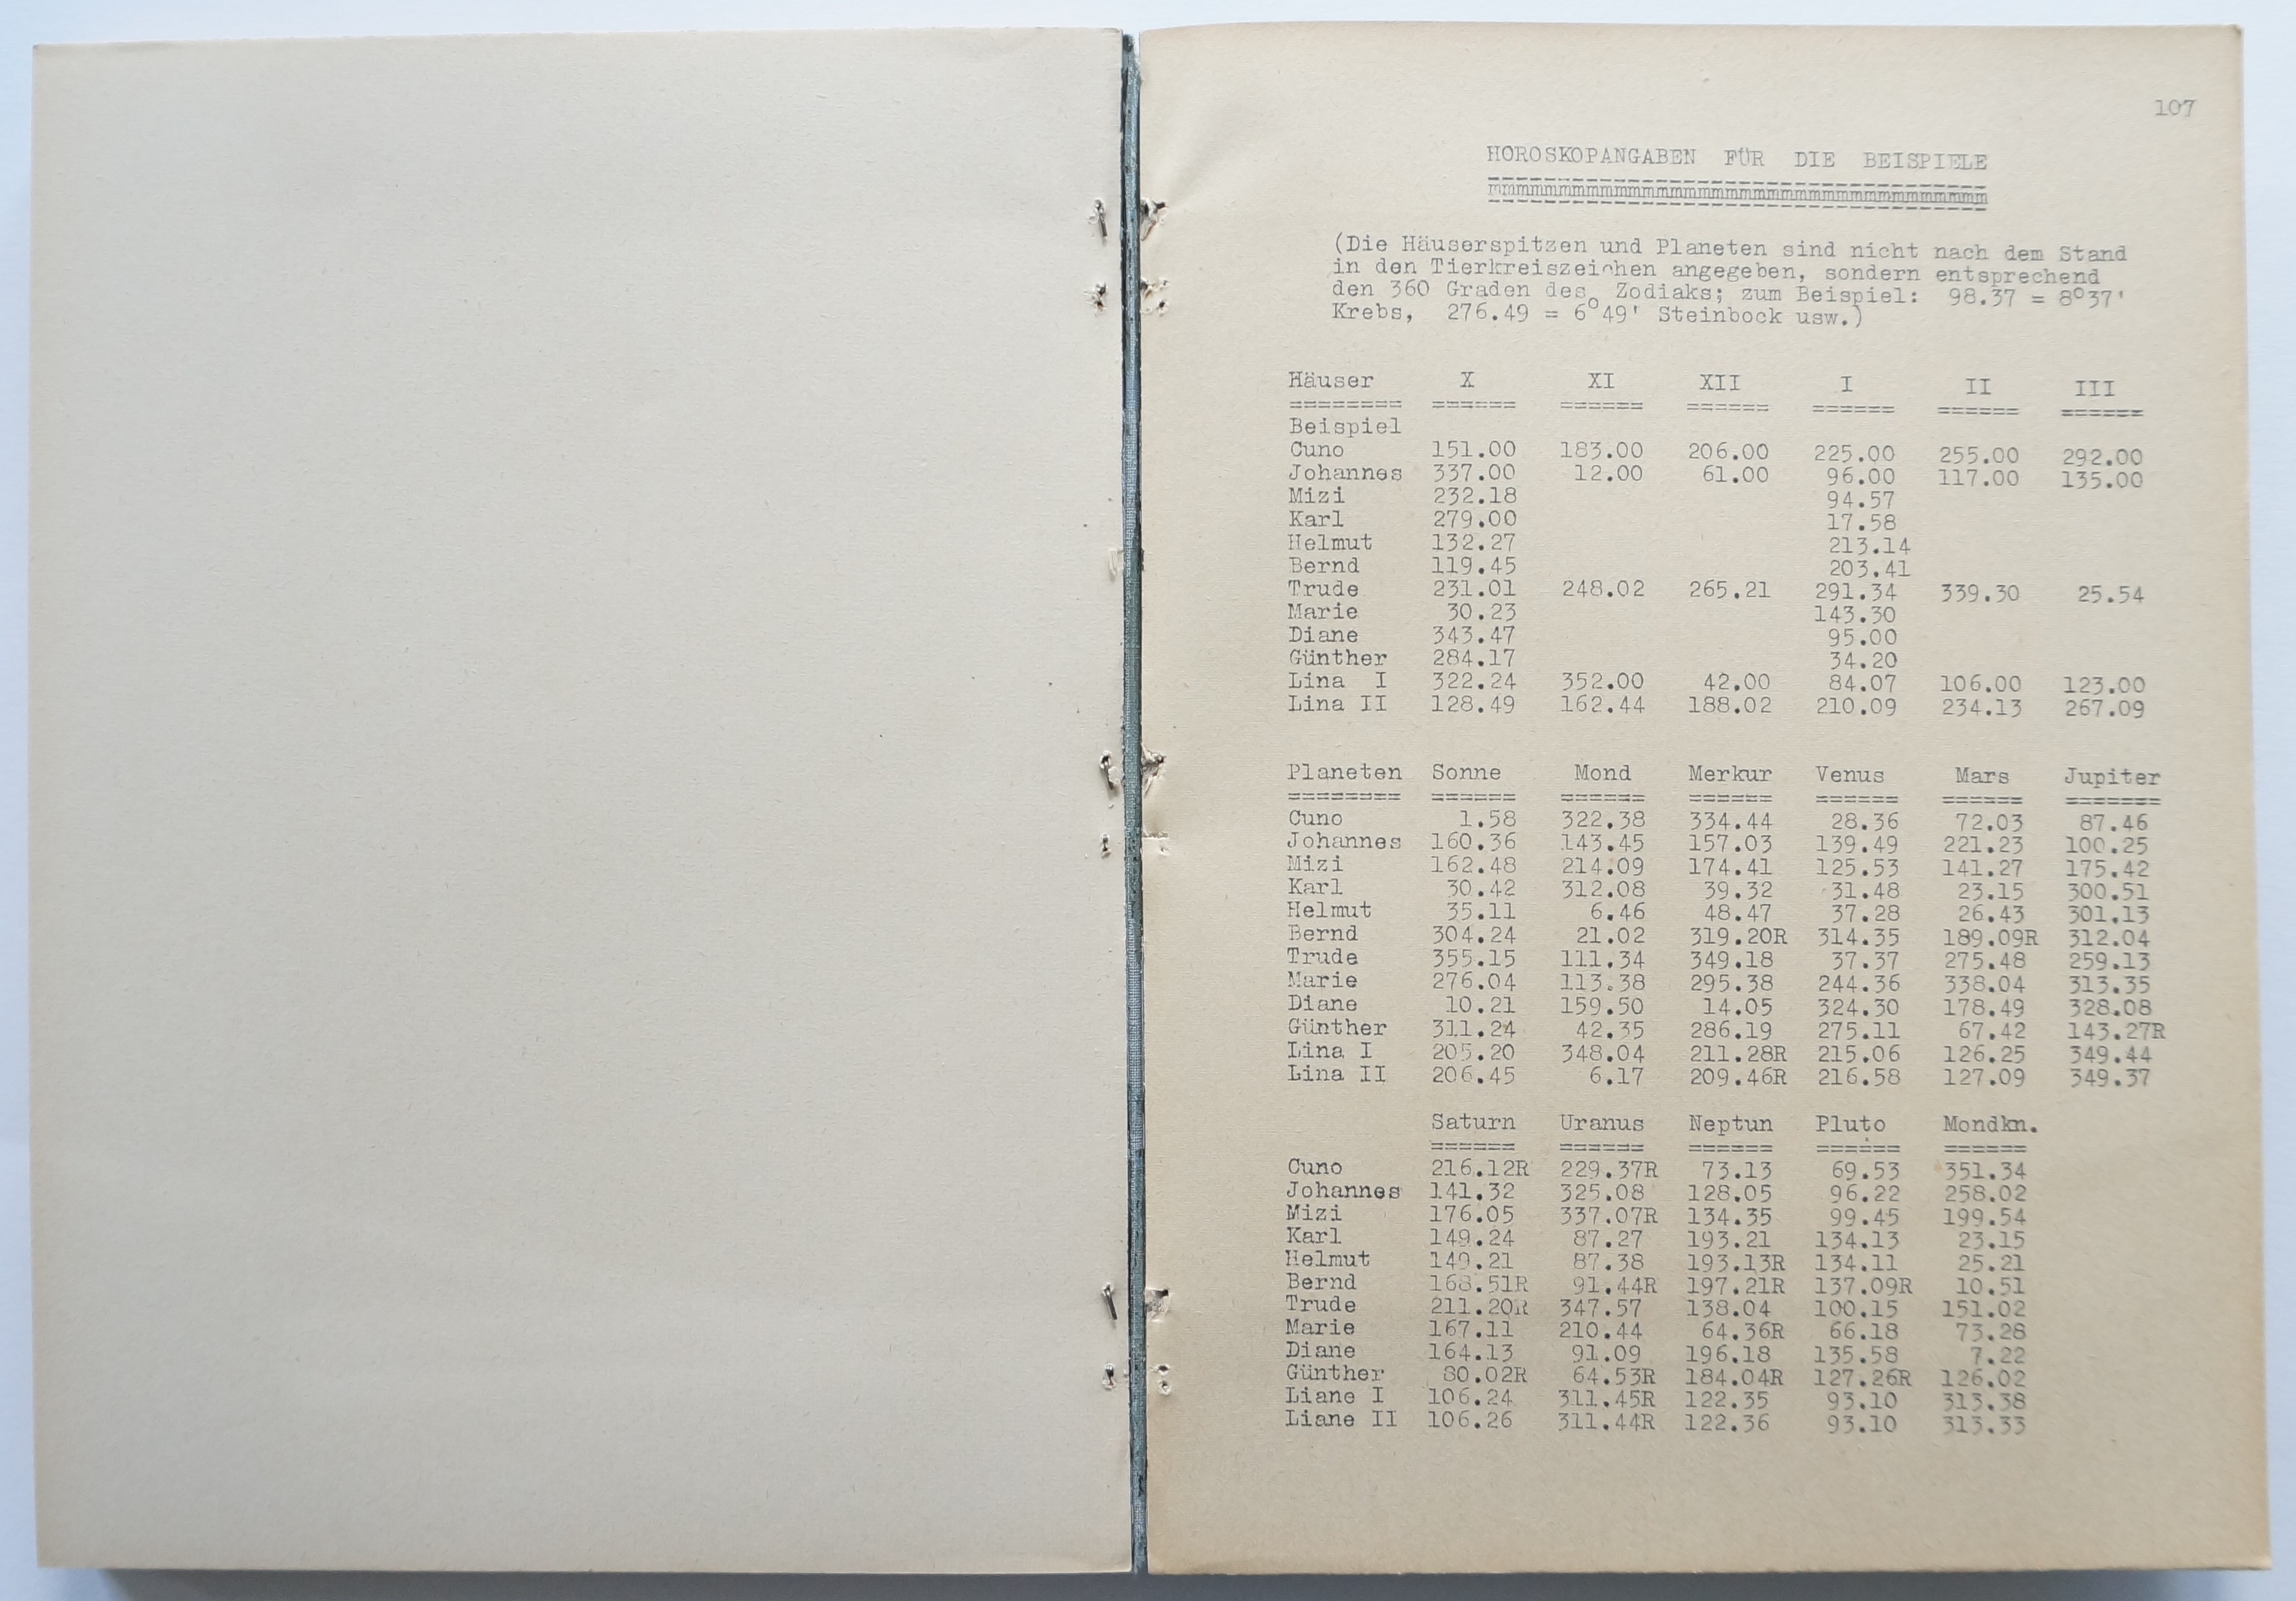 107
HOROSKOPANGABEN FÜR DIE BEISPIELE
mmmmmmmmmmmmmmmmmmmmmmmmmmmmmmmmmmmm
(Die Häuserspitzen und Planeten sind nicht nach dem Stand
in den Tierkreiszeichen angegeben, sondern entsprechend
den 360 Graden des Zodiaks; zum Beispiel: 98.37 = 8°37'
Krebs, 276.49 = 6°49' Steinbock usw.)
Häuser X XI XII I II III
======== ====== ====== ====== ====== ====== ======
Beispiel
Cuno 151.00 183.00 206.00 225.00 255.00 292.00
Johannes 337.00 12.00 61.00 96.00 117.00 135.00
Mizi 232.18 94.57
Karl 279.00 17.58
Helmut 132.27 213.14
Bernd 119.45 203.41
Trude 231.01 248.02 265.21 291.34 339.30 25.54
Marie 30.23 143.30
Diane 343.47 95.00
Günther 284.17 34.20
Lina I 322.24 352.00 42.00 84.07 106.00 123.00
Lina II 128.49 162.44 188.02 210.09 234.13 267.09
Planeten Sonne Mond Merkur Venus Mars Jupiter
======== ====== ====== ====== ====== ====== =======
Cuno 1.58 322.38 334.44 28.36 72.03 87.46
Johannes 160.36 143.45 157.03 139.49 221.23 100.25
Mizi 162.48 214.09 174.41 125.53 141.27 175.42
Karl 30.42 312.08 39.32 31.48 23.15 300.51
Helmut 35.11 6.46 48.47 37.28 26.43 301.13
Bernd 304.24 21.02 319.20R 314.35 189.09R 312.04
Trude 355.15 111.34 349.18 37.37 275.48 259.13
Marie 276.04 113.38 295.38 244.36 338.04 313.35
Diane 10.21 159.50 14.05 324.30 178.49 328.08
Günther 311.24 42.35 286.19 275.11 67.42 143.27R
Lina I 205.20 348.04 211.28R 215.06 126.25 349.44
Lina II 206.45 6.17 209.46R 216.58 127.09 349.37
Saturn Uranus Neptun Pluto Mondkn.
====== ====== ====== ====== ======
Cuno 216.12R 229.37R 73.13 69.53 351.34
Johannes 141.32 325.08 128.05 96.22 258.02
Mizi 176.05 337.07R 134.35 99.45 199.54
Karl 149.24 87.27 193.21 134.13 23.15
Helmut 149.21 87.38 193.13R 134.11 25.21
Bernd 168.51R 91.44R 197.21R 137.09R 10.51
Trude 211.20R 347.57 138.04 100.15 151.02
Marie 167.11 210.44 64.36R 66.18 73.28
Diane 164.13 91.09 196.18 135.58 7.22
Günther 80.02R 64.53R 184.04R 127.26R 126.02
Liane I 106.24 311.45R 122.35 93.10 313.38
Liane II 106.26 311.44R 122.36 93.10 313.33